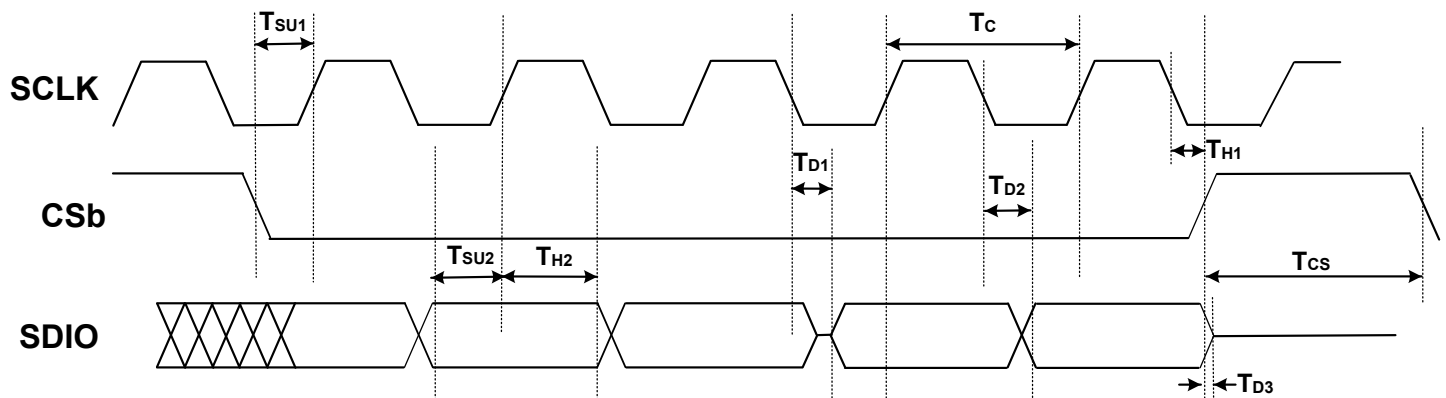 TSU1
TC
SCLK
TH1
TD1
TD2
CSb
TSU2
TH2
TCS
SDIO
TD3